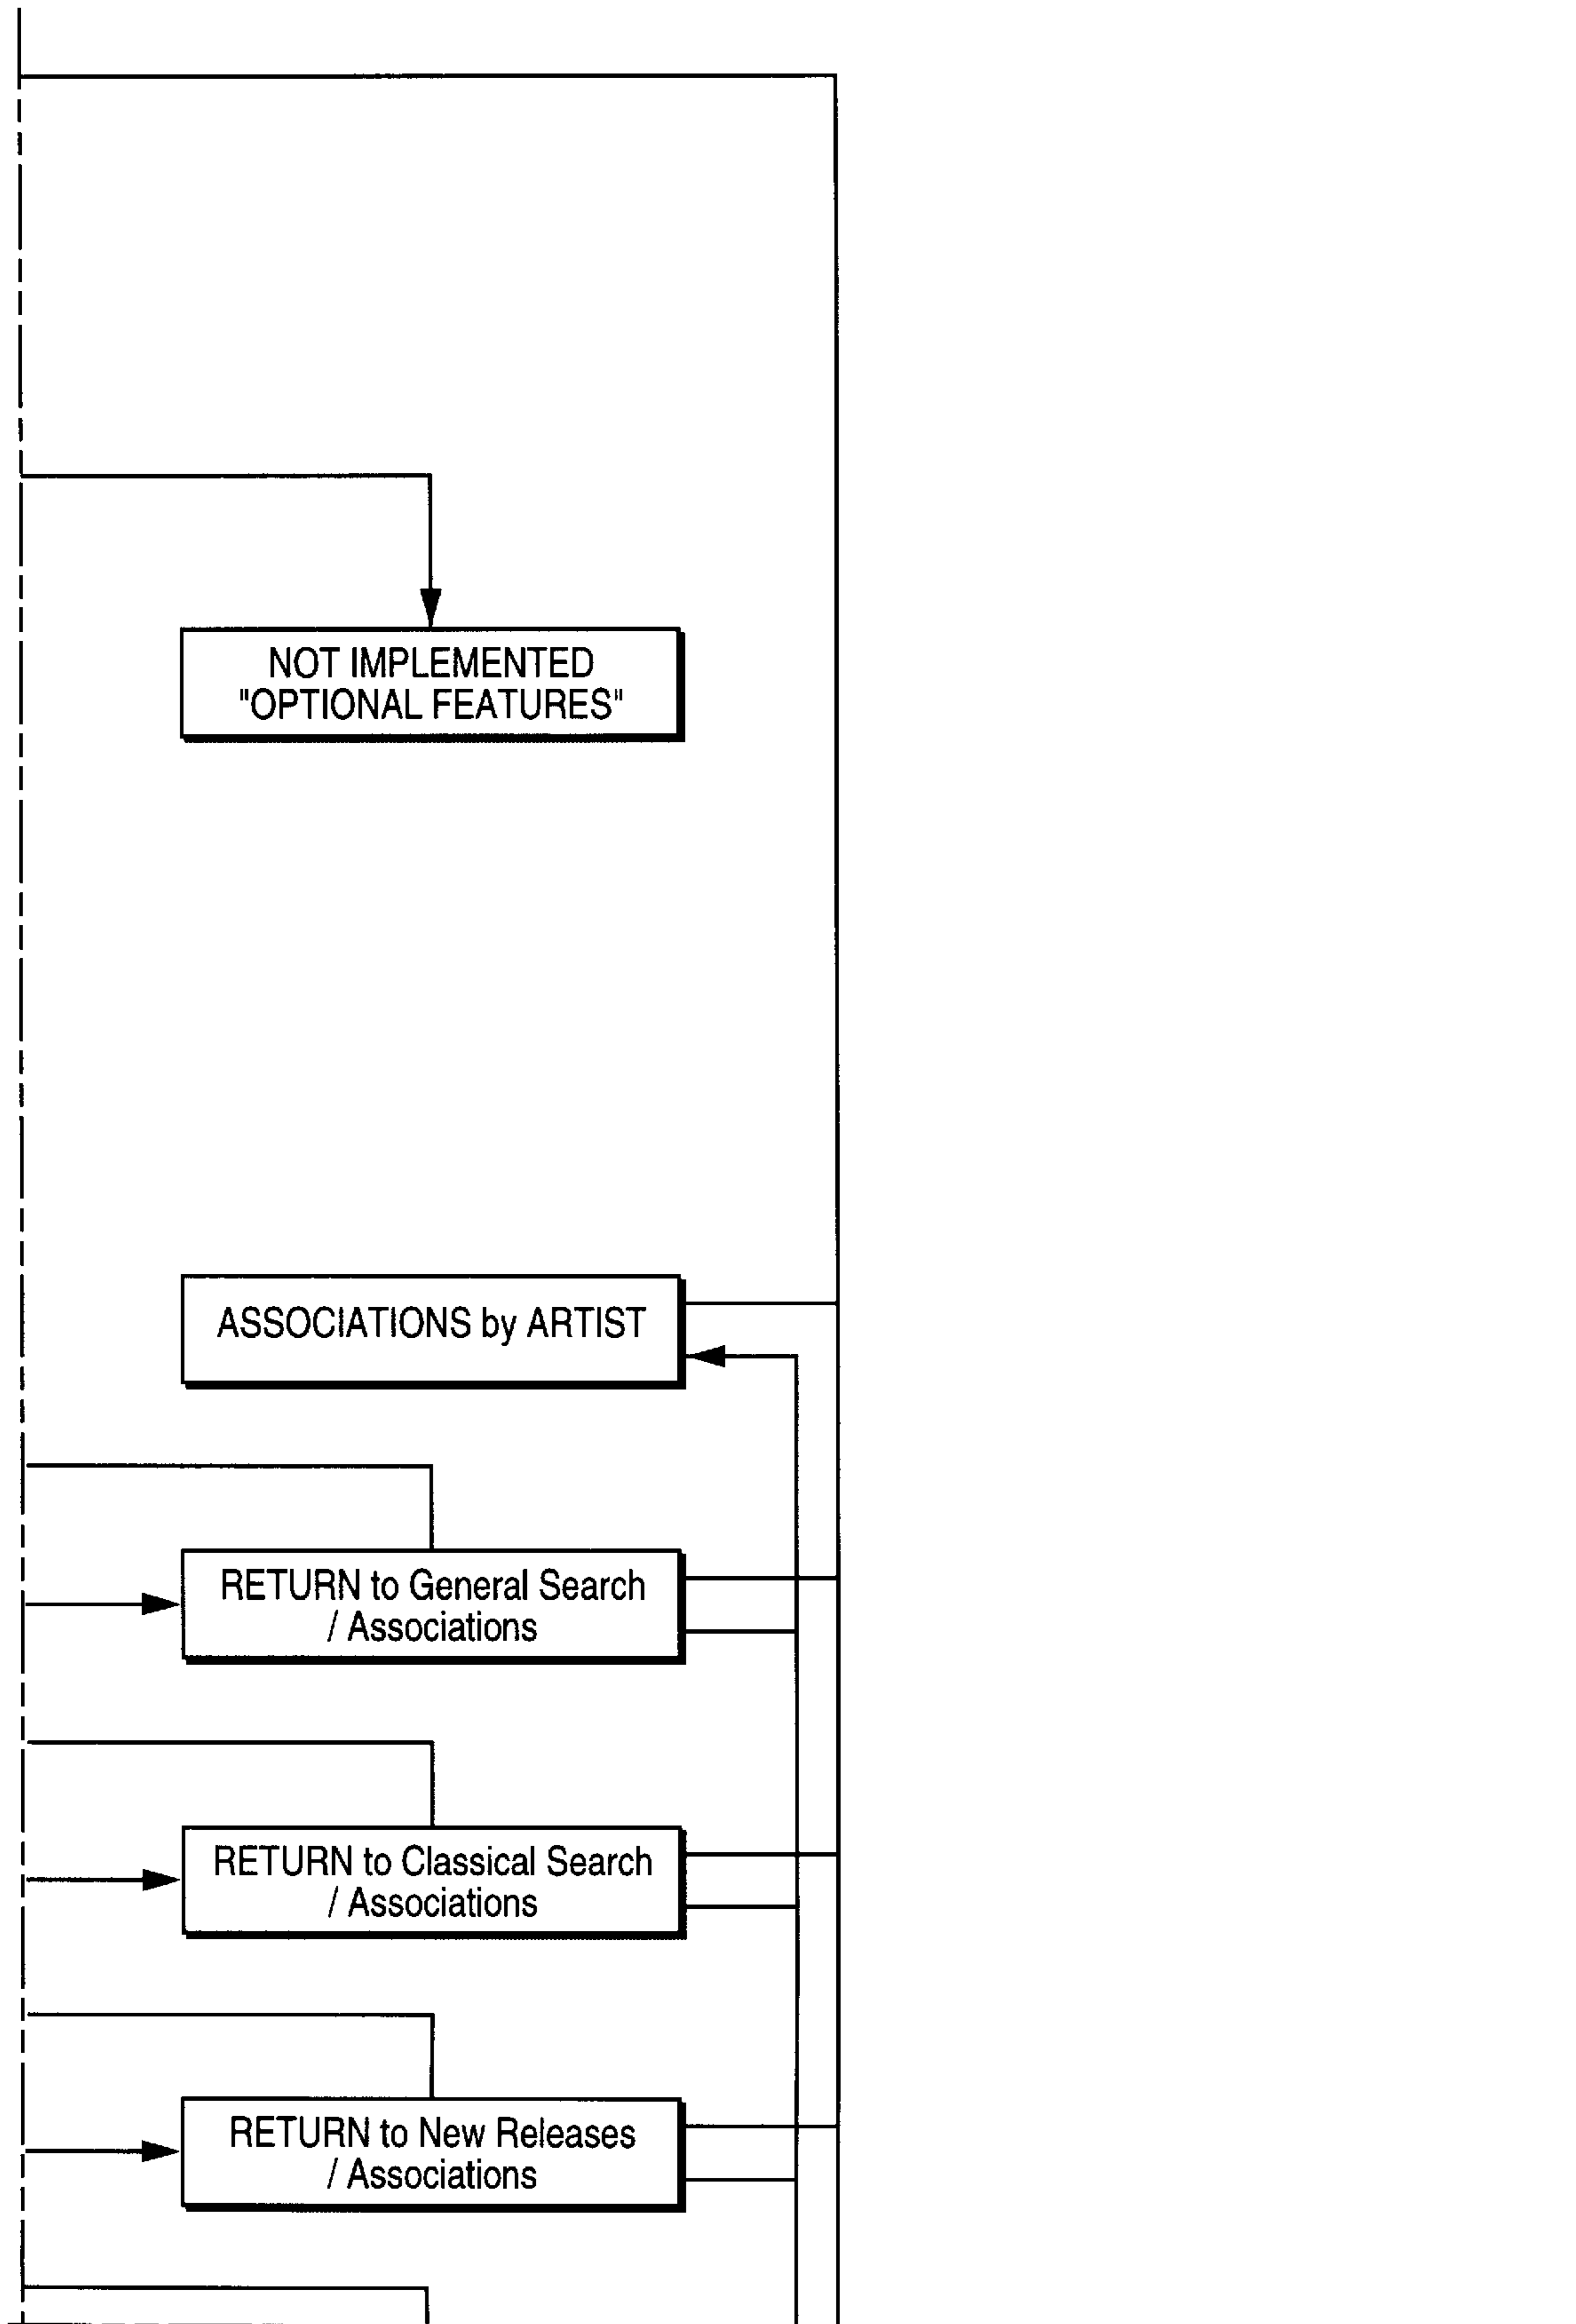 NOT IMPLEMENTED
"OPTIONAL FEATURES"
ASSOCIATIONS by ARTIST
RETURN to General Search
/ Associations
RETURN to Classical Search
/ Associations
RETURN to New Releases
/ Associations